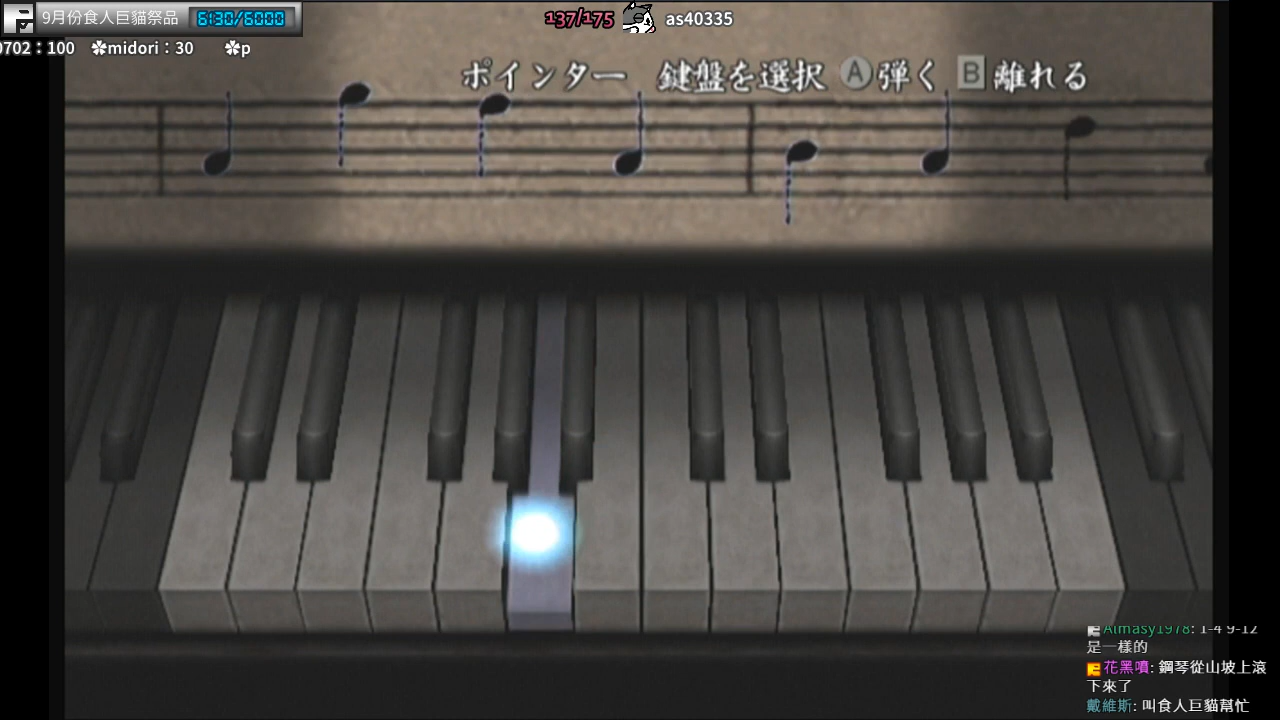 9月份食人巨貓祭品 6130/6000
137/175 as40335
0702：100 ✽midori：30 ✽p
ポインター 鍵盤を選択 A弾く B離れる
Almasy1978: 1-4 9-12
是一樣的
花黑噴: 鋼琴從山坡上滾
下來了
戴維斯: 叫食人巨貓幫忙